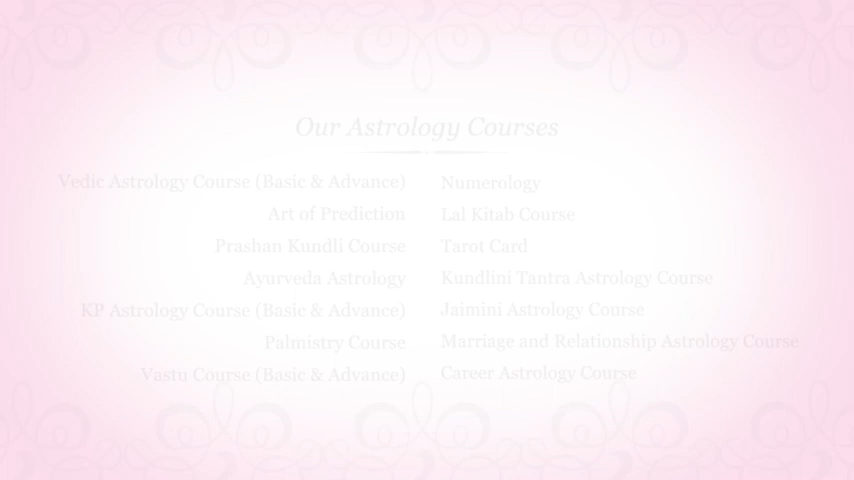 Our Astrology Courses
Vedic Astrology Course (Basic & Advance)
Art of Prediction
Prashan Kundli Course
Ayurveda Astrology
KP Astrology Course (Basic & Advance)
Palmistry Course
Vastu Course (Basic & Advance)
Numerology
Lal Kitab Course
Tarot Card
Kundlini Tantra Astrology Course
Jaimini Astrology Course
Marriage and Relationship Astrology Course
Career Astrology Course